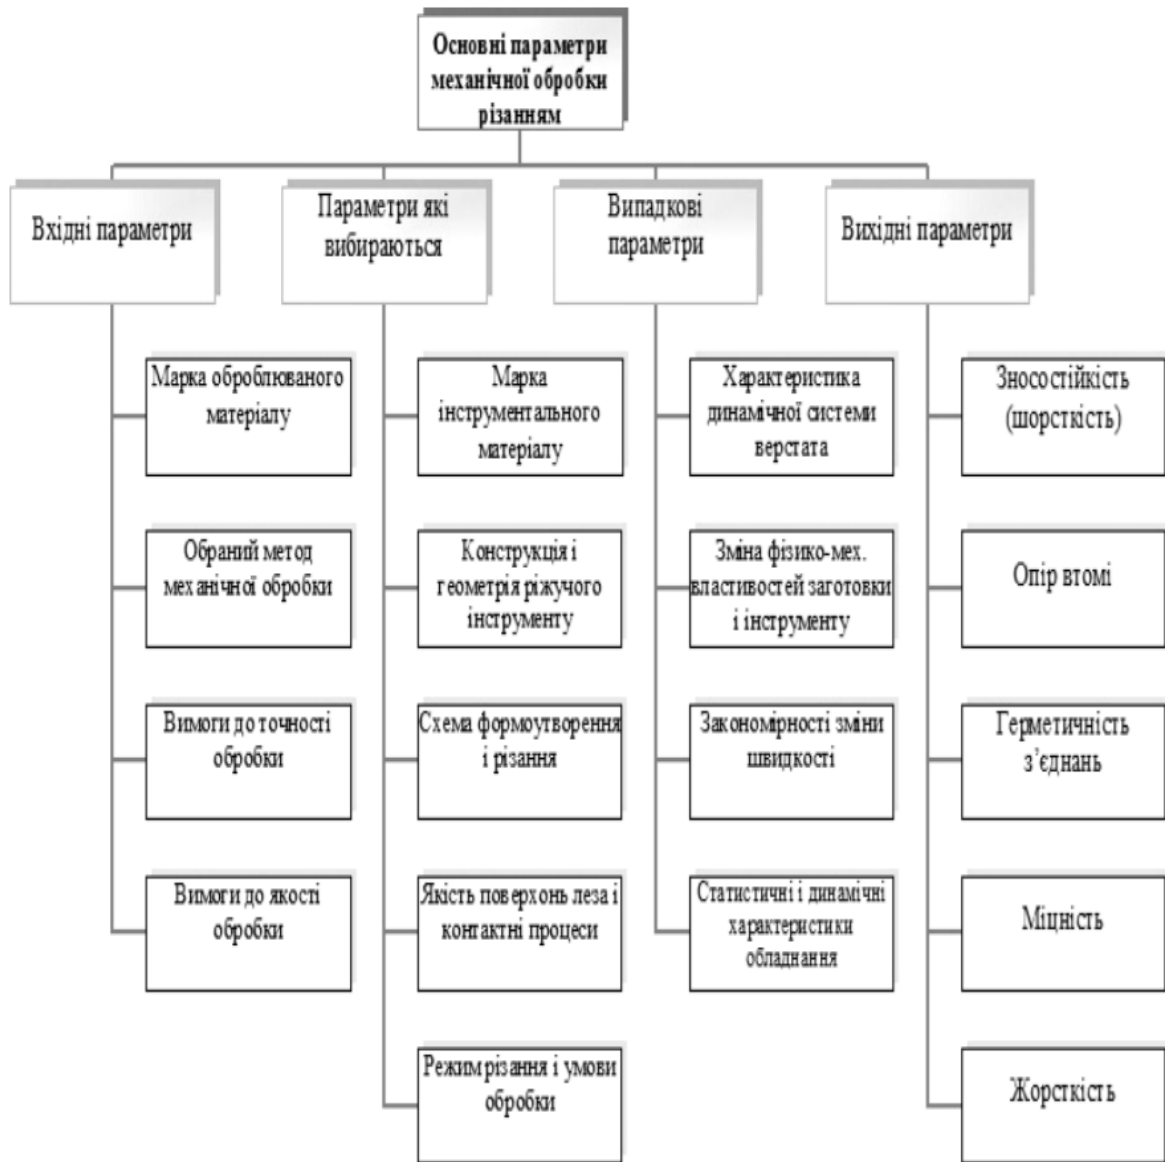 Основні параметри
механічної обробки
різанням
Вхідні параметри
Параметри які
вибираються
Випадкові
параметри
Вихідні параметри
Марка оброблюваного
матеріалу
Обраний метод
механічної обробки
Вимоги до точності
обробки
Вимоги до якості
обробки
Марка
інструментального
матеріалу
Конструкція і
геометрія ріжучого
інструменту
Схема формоутворення
і різання
Якість поверхонь леза і
контактні процеси
Режим різання і умови
обробки
Характеристика
динамічної системи
верстата
Зміна фізико-мех.
властивостей заготовки
і інструменту
Закономірності зміни
швидкості
Статистичні і динамічні
характеристики
обладнання
Зносостійкість
(шорсткість)
Опір втомі
Герметичність
з’єднань
Міцність
Жорсткість